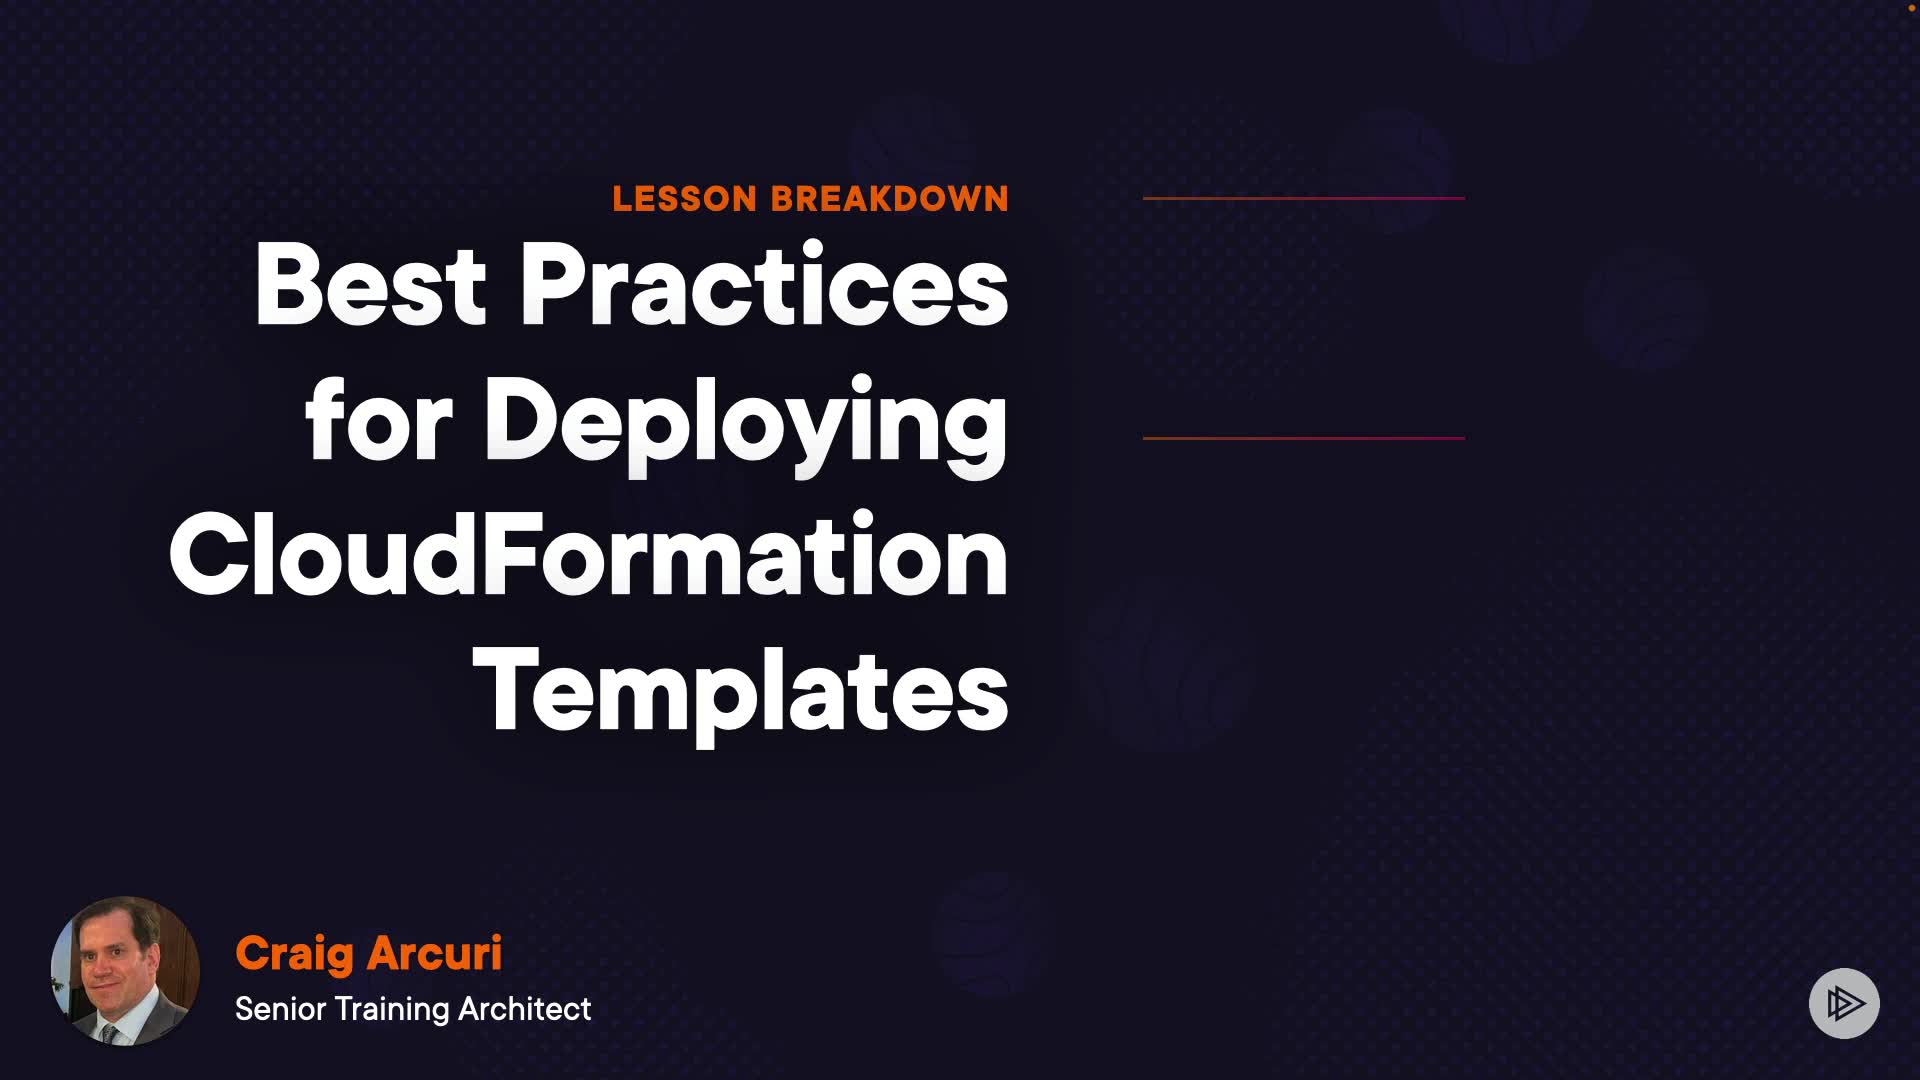 LESSON BREAKDOWN
Best Practices
for Deploying
CloudFormation
Templates
Craig Arcuri
Senior Training Architect